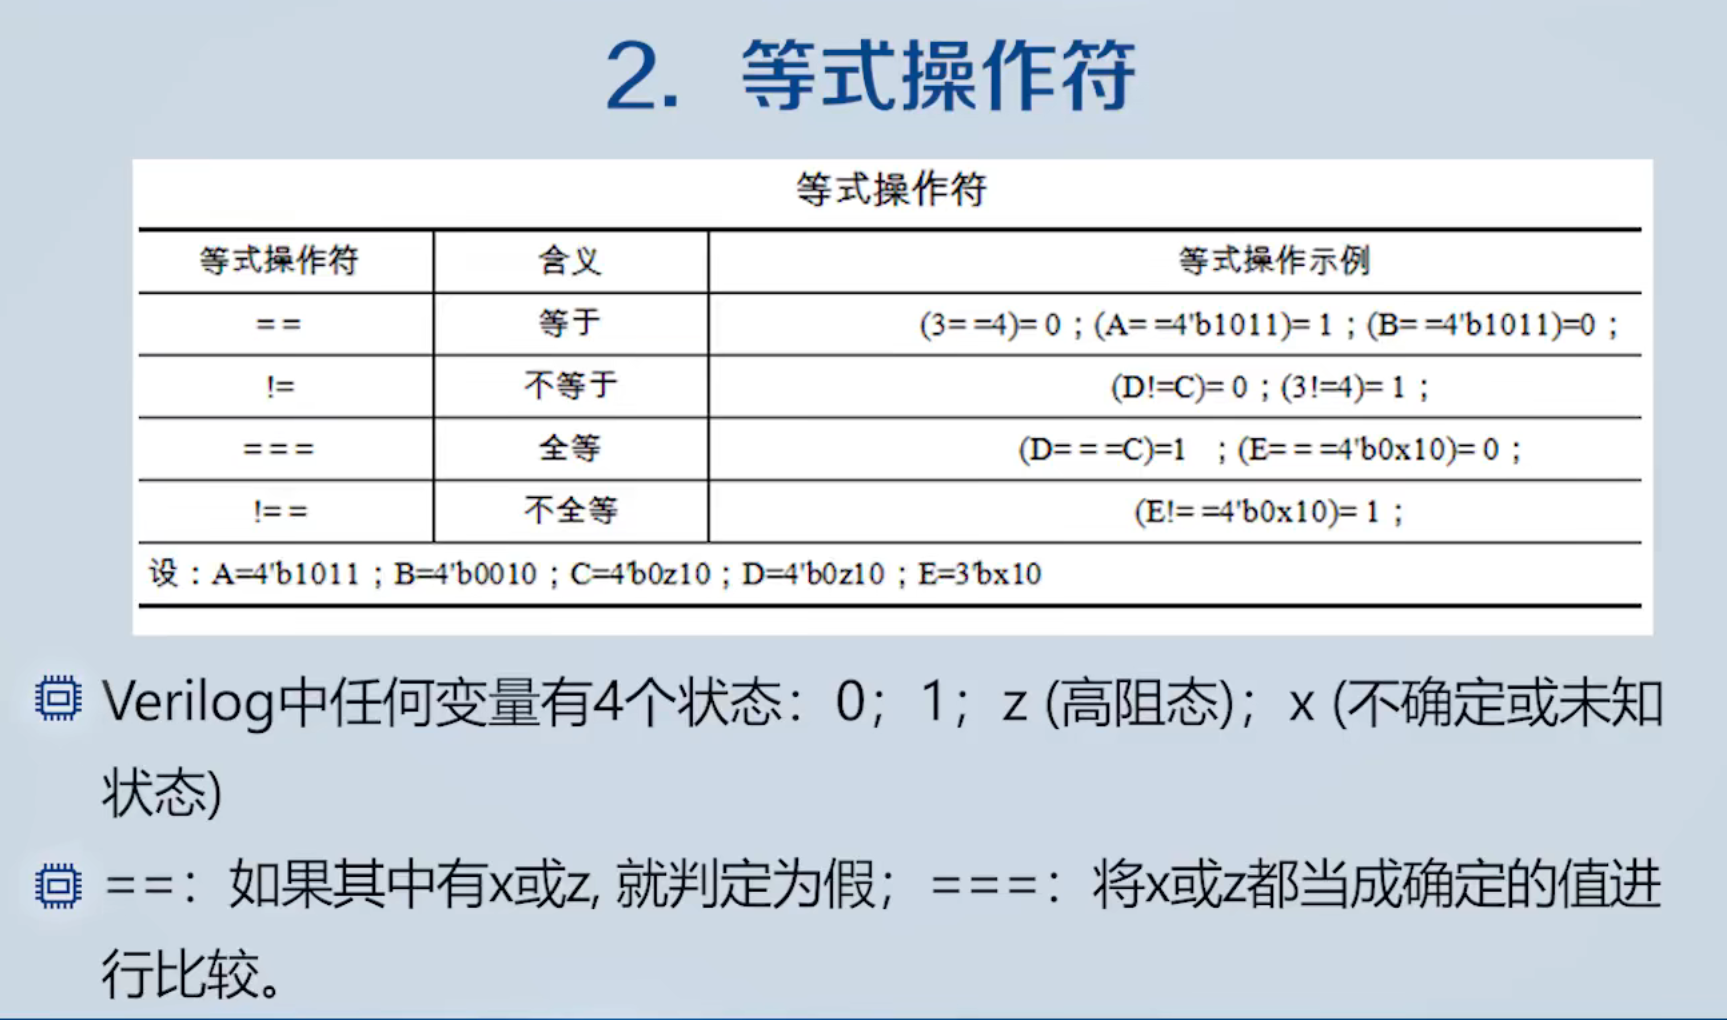 2. 等式操作符
等式操作符
等式操作符 含义 等式操作示例
== 等于 (3==4)=0；(A==4'b1011)=1；(B==4'b1011)=0；
!= 不等于 (D!=C)=0；(3!=4)=1；
=== 全等 (D===C)=1 ；(E===4'b0x10)=0；
!== 不全等 (E!==4'b0x10)=1；
设：A=4'b1011；B=4'b0010；C=4'b0z10；D=4'b0z10；E=3'bx10
Verilog中任何变量有4个状态：0；1；z (高阻态)；x (不确定或未知
状态)
==：如果其中有x或z, 就判定为假；===：将x或z都当成确定的值进
行比较。